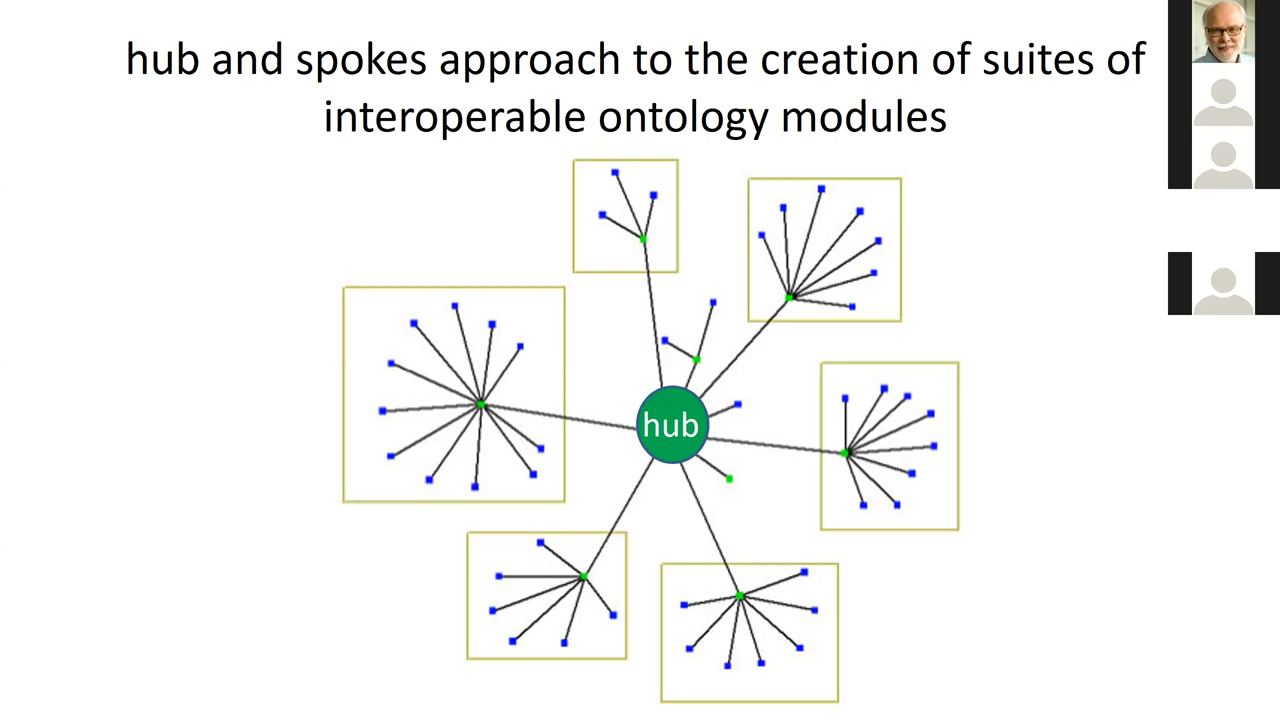 hub and spokes approach to the creation of suites of
interoperable ontology modules
hub